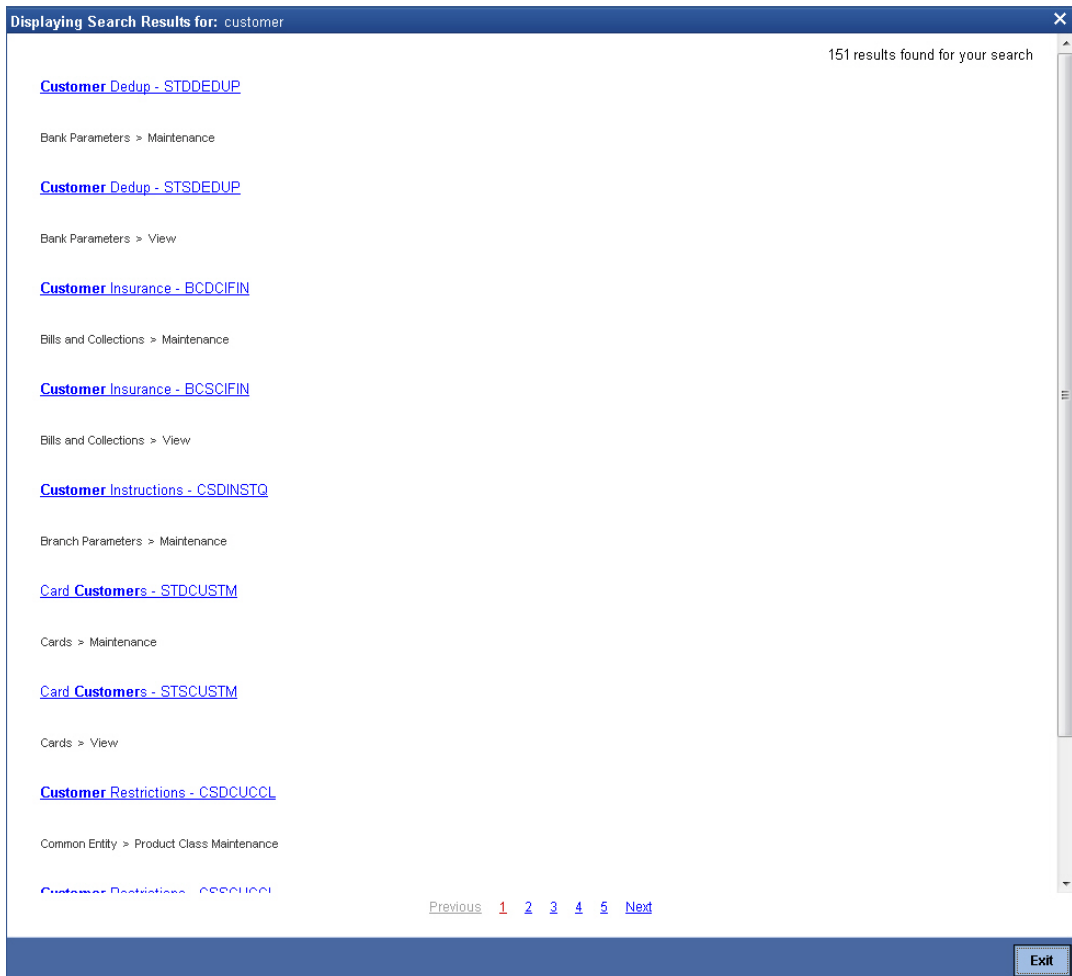 Displaying Search Results for: customer
151 results found for your search
Customer Dedup - STDDEDUP
Bank Parameters > Maintenance
Customer Dedup - STSDEDUP
Bank Parameters > View
Customer Insurance - BCDCIFIN
Bills and Collections > Maintenance
Customer Insurance - BCSCIFIN
Bills and Collections > View
Customer Instructions - CSDINSTQ
Branch Parameters > Maintenance
Card Customers - STDCUSTM
Cards > Maintenance
Card Customers - STSCUSTM
Cards > View
Customer Restrictions - CSDCUCCL
Common Entity > Product Class Maintenance
Customer Restrictions - CSSCUCCL
Previous 1 2 3 4 5 Next
Exit